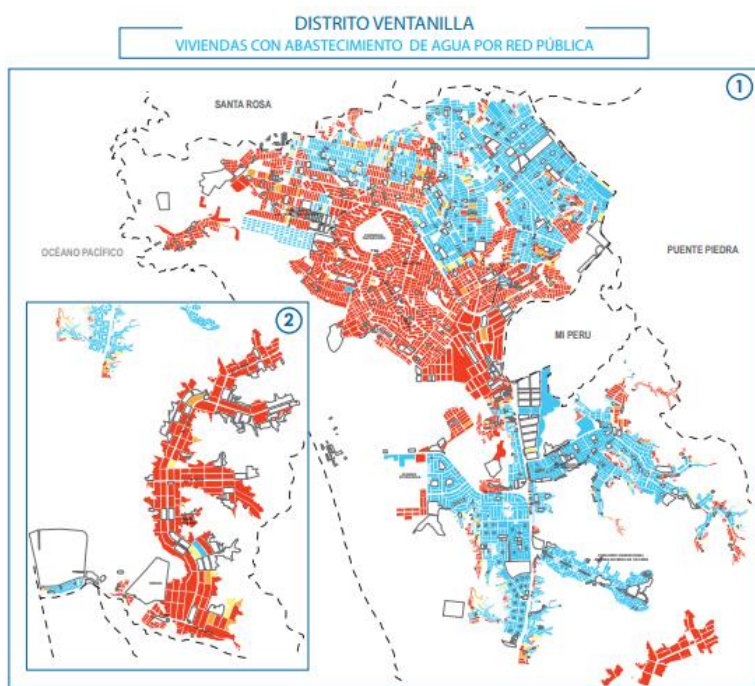 DISTRITO VENTANILLA
VIVIENDAS CON ABASTECIMIENTO DE AGUA POR RED PÚBLICA
1
SANTA ROSA
OCÉANO PACÍFICO
PUENTE PIEDRA
MI PERU
2